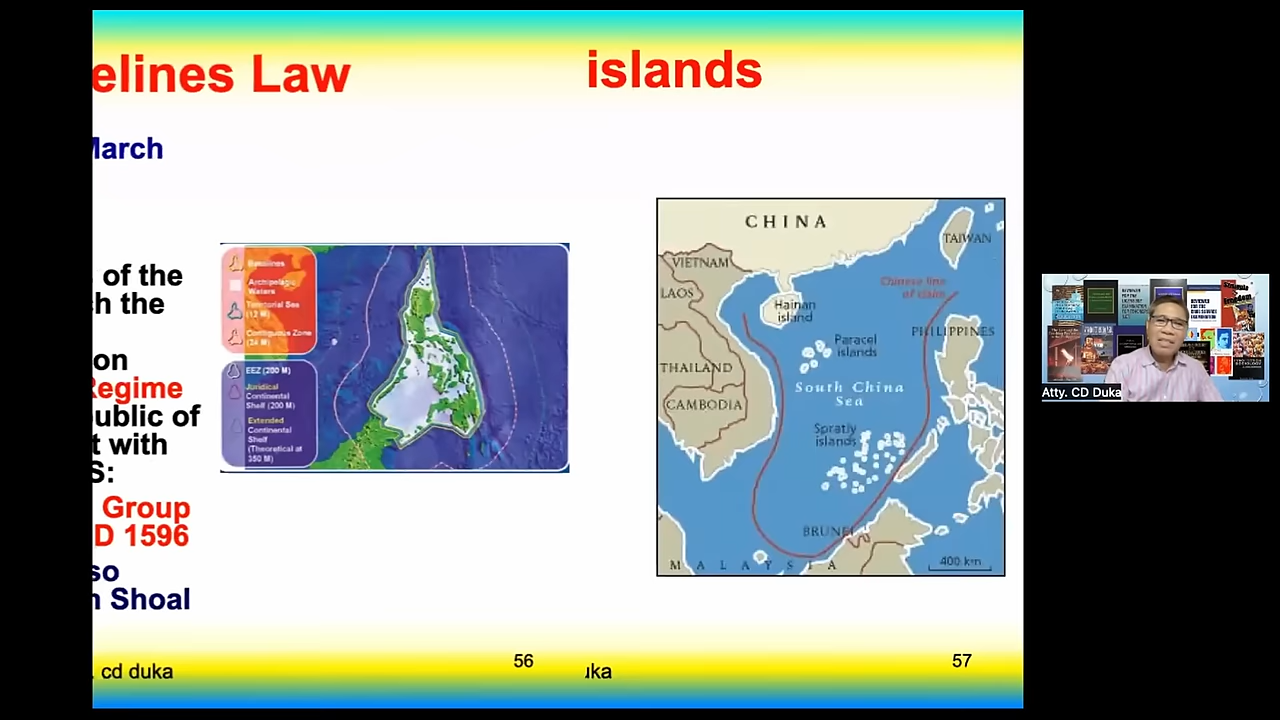 elines Law
March
of the
ch the
on
Regime
public of
t with
S:
Group
D 1596
so
n Shoal
. cd duka
56
Baselines
Archipelagic
Waters
Territorial Sea
(12 M)
Contiguous Zone
(24 M)
EEZ (200 M)
Juridical
Continental
Shelf (200 M)
Extended
Continental
Shelf
(Theoretical at
350 M)
islands
CHINA
TAIWAN
VIETNAM
LAOS
Hainan
island
Chinese line
of claim
PHILIPPINES
Paracel
islands
THAILAND
South China
Sea
CAMBODIA
Spratly
islands
BRUNEI
MALAYSIA
400 km
uka
57
Atty. CD Duka